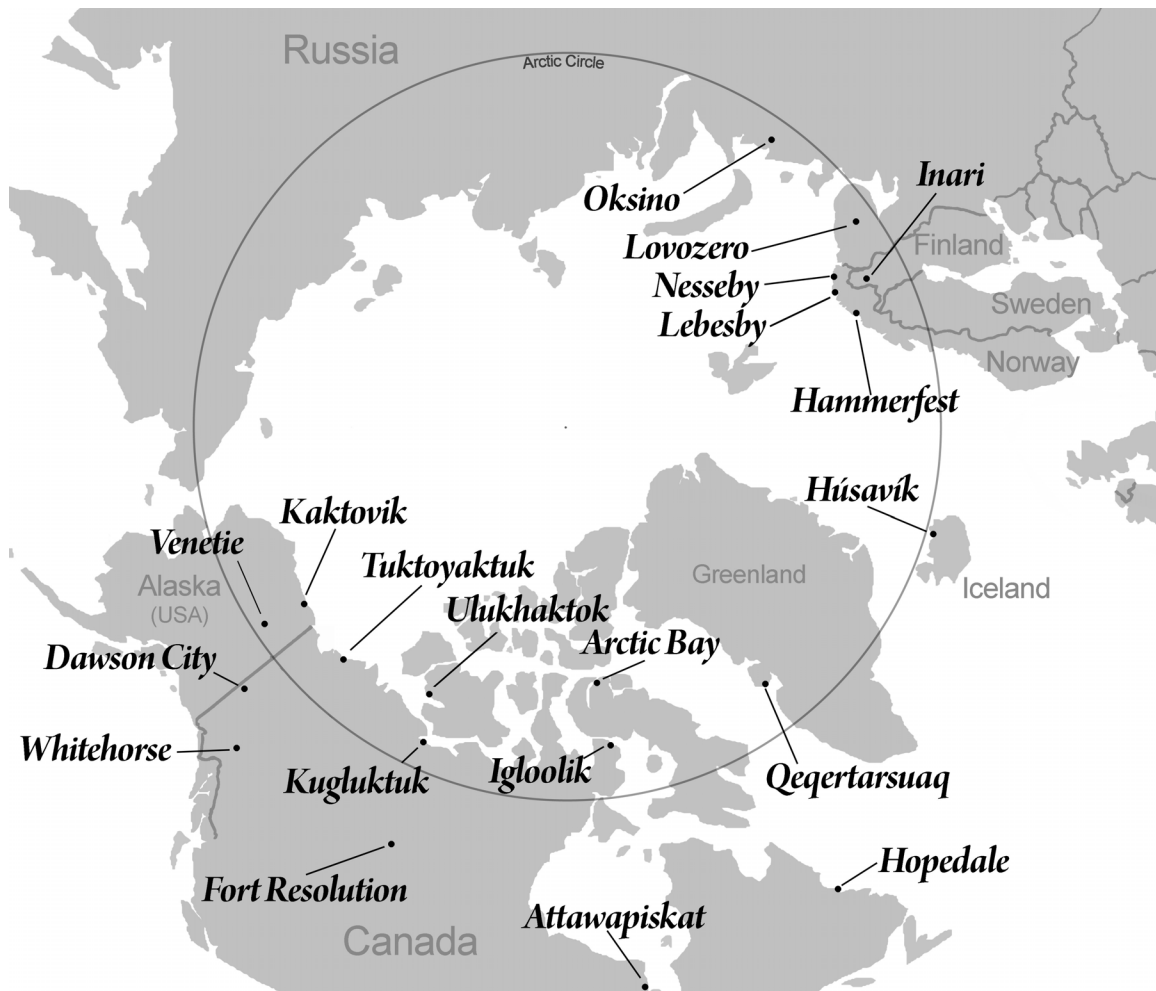 Russia
Arctic Circle
Inari
Oksino
Finland
Lovozero
Nesseby
Sweden
Lebesby
Norway
Hammerfest
Húsavík
Kaktovik
Venetie
Tuktoyaktuk
Greenland
Alaska
(USA)
Iceland
Ulukhaktok
Arctic Bay
Dawson City
Whitehorse
Igloolik
Kugluktuk
Qeqertarsuaq
Hopedale
Fort Resolution
Attawapiskat
Canada